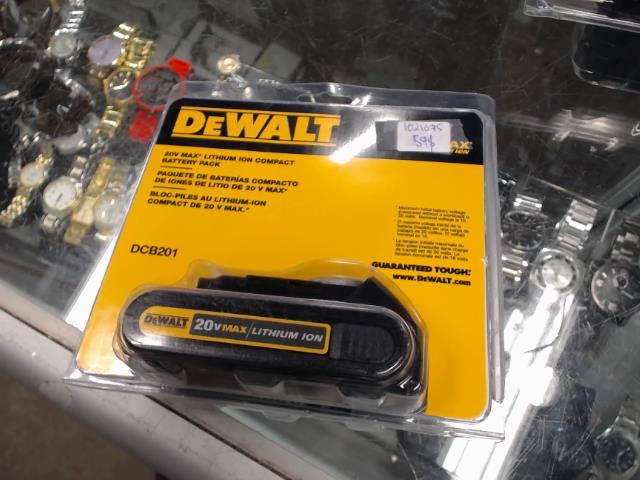 DEWALT
1021075
59$
20V MAX* LITHIUM ION COMPACT
BATTERY PACK
PAQUETE DE BATERÍAS COMPACTO
DE IONES DE LITIO DE 20 V MAX*
BLOC-PILES AU LITHIUM-ION
COMPACT DE 20 V MAX.*
DCB201
GUARANTEED TOUGH.®
www.DEWALT.com
DEWALT 20V MAX LITHIUM ION